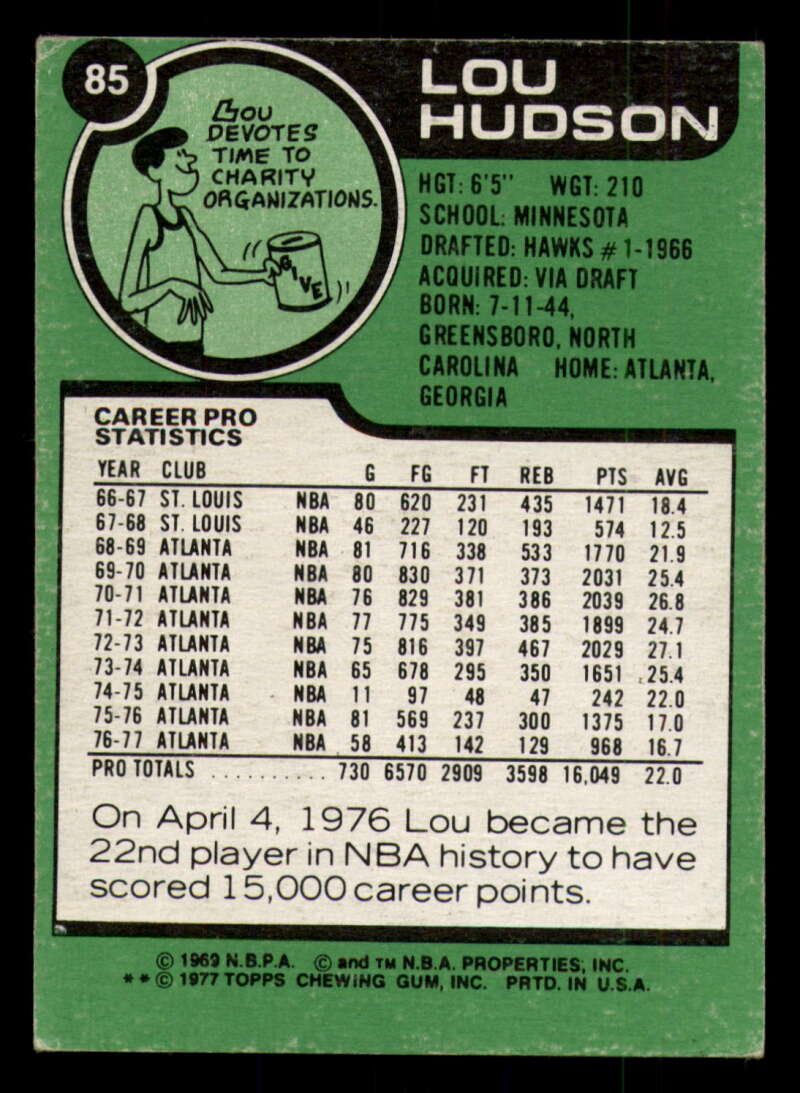 85
LOU
HUDSON
LOU
DEVOTES
TIME TO
CHARITY
ORGANIZATIONS.
GIVE
HGT: 6'5" WGT: 210
SCHOOL: MINNESOTA
DRAFTED: HAWKS #1-1966
ACQUIRED: VIA DRAFT
BORN: 7-11-44,
GREENSBORO, NORTH
CAROLINA HOME: ATLANTA,
GEORGIA
CAREER PRO
STATISTICS
YEAR CLUB G FG FT REB PTS AVG
66-67 ST. LOUIS NBA 80 620 231 435 1471 18.4
67-68 ST. LOUIS NBA 46 227 120 193 574 12.5
68-69 ATLANTA NBA 81 716 338 533 1770 21.9
69-70 ATLANTA NBA 80 830 371 373 2031 25.4
70-71 ATLANTA NBA 76 829 381 386 2039 26.8
71-72 ATLANTA NBA 77 775 349 385 1899 24.7
72-73 ATLANTA NBA 75 816 397 467 2029 27.1
73-74 ATLANTA NBA 65 678 295 350 1651 25.4
74-75 ATLANTA NBA 11 97 48 47 242 22.0
75-76 ATLANTA NBA 81 569 237 300 1375 17.0
76-77 ATLANTA NBA 58 413 142 129 968 16.7
PRO TOTALS .......... 730 6570 2909 3598 16,049 22.0
On April 4, 1976 Lou became the
22nd player in NBA history to have
scored 15,000 career points.
© 1969 N.B.P.A. © and TM N.B.A. PROPERTIES, INC.
** © 1977 TOPPS CHEWING GUM, INC. PRTD. IN U.S.A.